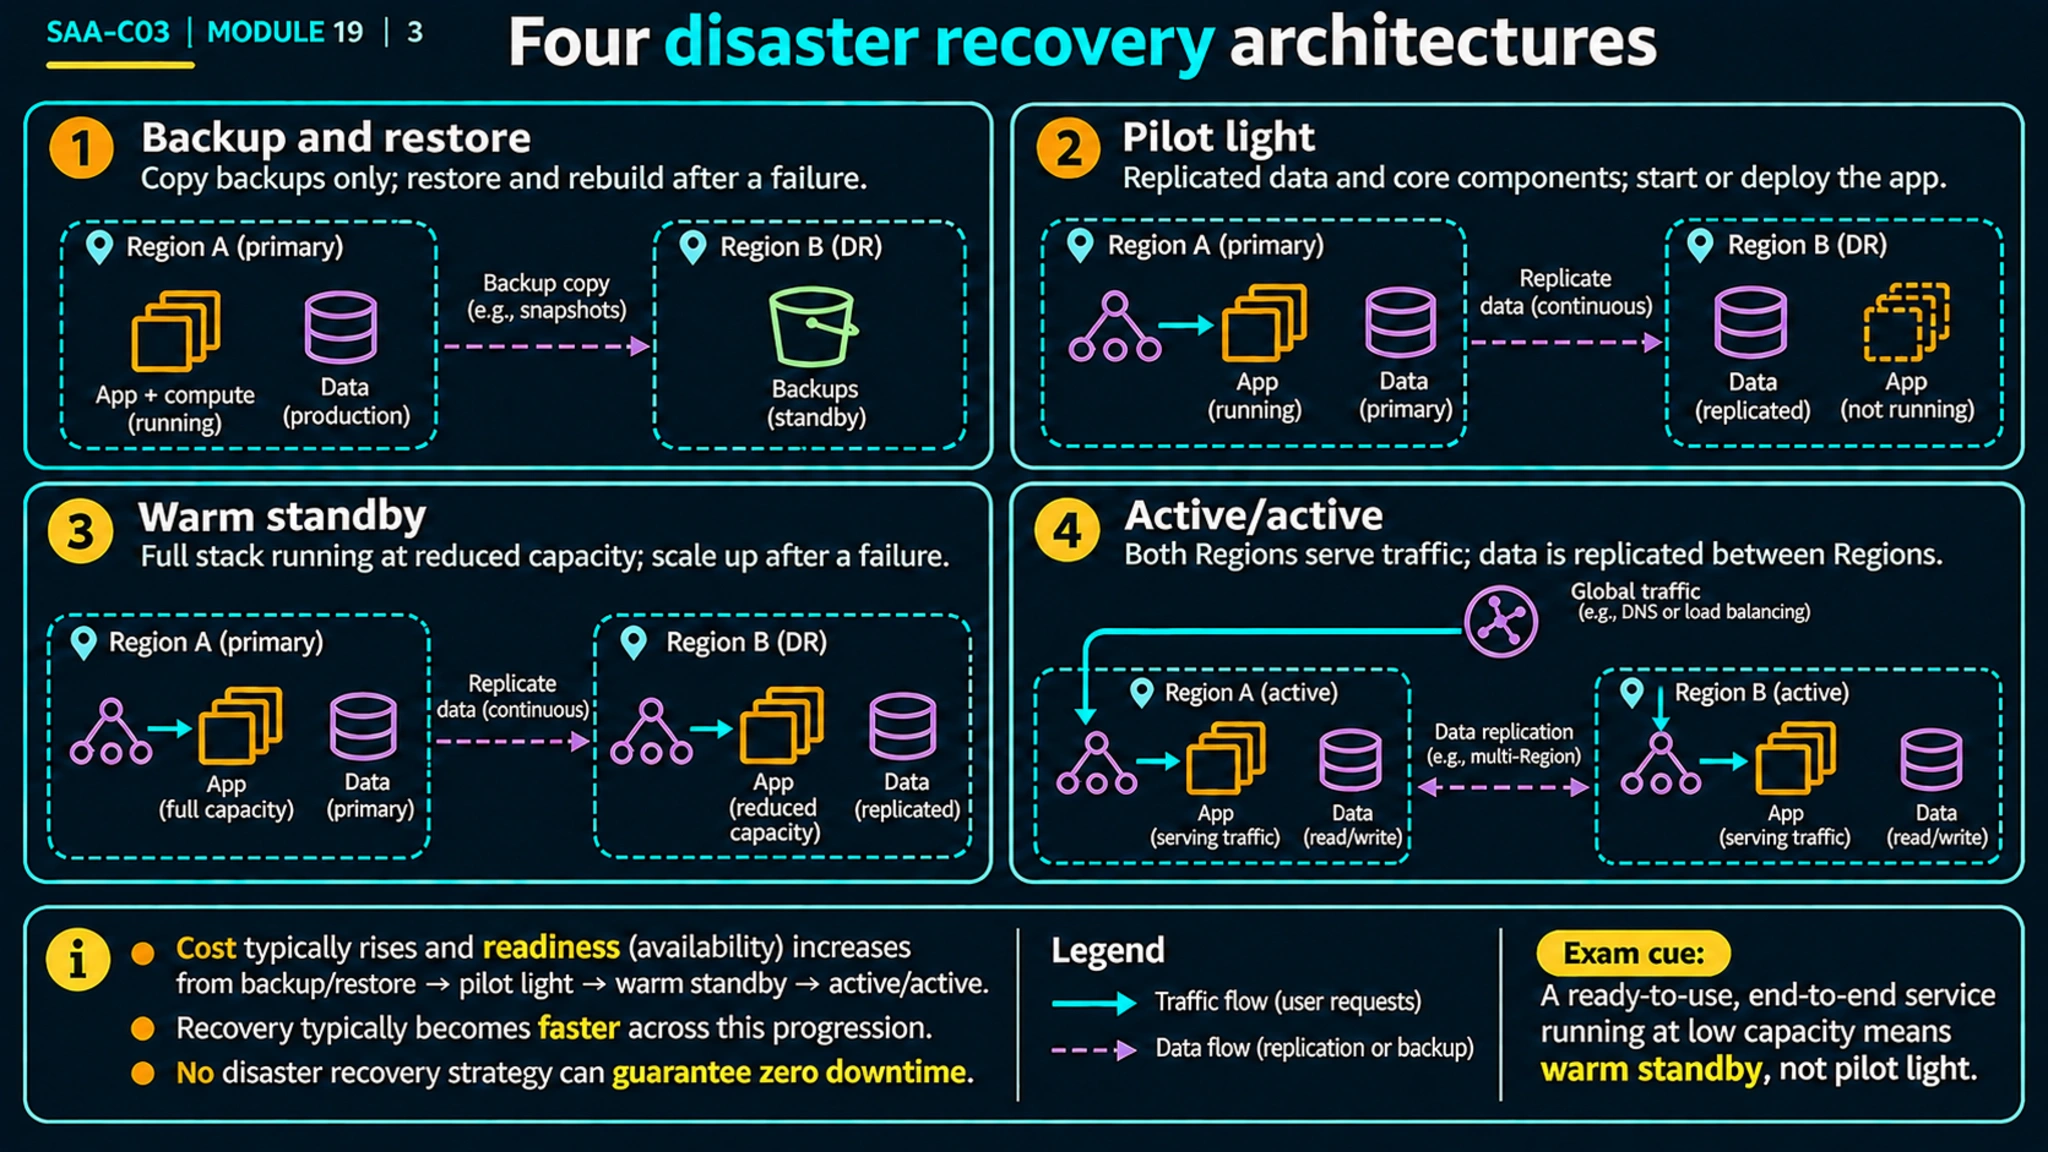 SAA-C03 | MODULE 19 | 3
Four disaster recovery architectures
1
Backup and restore
Copy backups only; restore and rebuild after a failure.
Region A (primary)
App + compute
(running)
Data
(production)
Backup copy
(e.g., snapshots)
Region B (DR)
Backups
(standby)
2
Pilot light
Replicated data and core components; start or deploy the app.
Region A (primary)
App
(running)
Data
(primary)
Replicate
data (continuous)
Region B (DR)
Data
(replicated)
App
(not running)
3
Warm standby
Full stack running at reduced capacity; scale up after a failure.
Region A (primary)
App
(full capacity)
Data
(primary)
Replicate
data (continuous)
Region B (DR)
App
(reduced
capacity)
Data
(replicated)
4
Active/active
Both Regions serve traffic; data is replicated between Regions.
Global traffic
(e.g., DNS or load balancing)
Region A (active)
App
(serving traffic)
Data
(read/write)
Data replication
(e.g., multi-Region)
Region B (active)
App
(serving traffic)
Data
(read/write)
i
Cost typically rises and readiness (availability) increases
from backup/restore → pilot light → warm standby → active/active.
Recovery typically becomes faster across this progression.
No disaster recovery strategy can guarantee zero downtime.
Legend
Traffic flow (user requests)
Data flow (replication or backup)
Exam cue:
A ready-to-use, end-to-end service
running at low capacity means
warm standby, not pilot light.